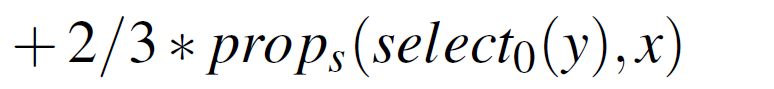 +2/3 ∗ propₛ(select₀(y), x)